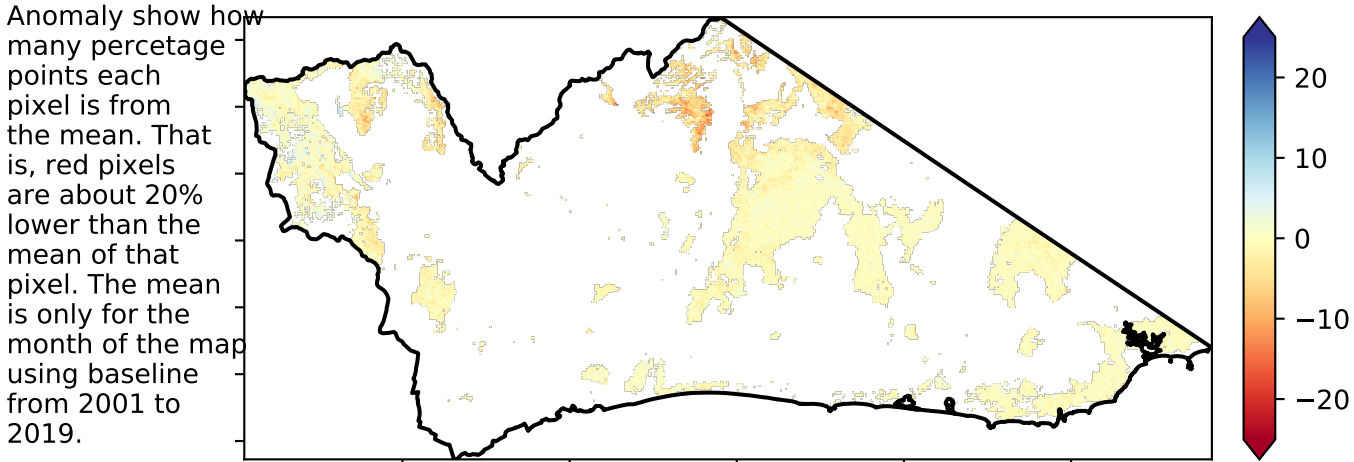 Anomaly show how
many percetage
points each
pixel is from
the mean. That
is, red pixels
are about 20%
lower than the
mean of that
pixel. The mean
is only for the
month of the map
using baseline
from 2001 to
2019.
20
10
0
−10
−20